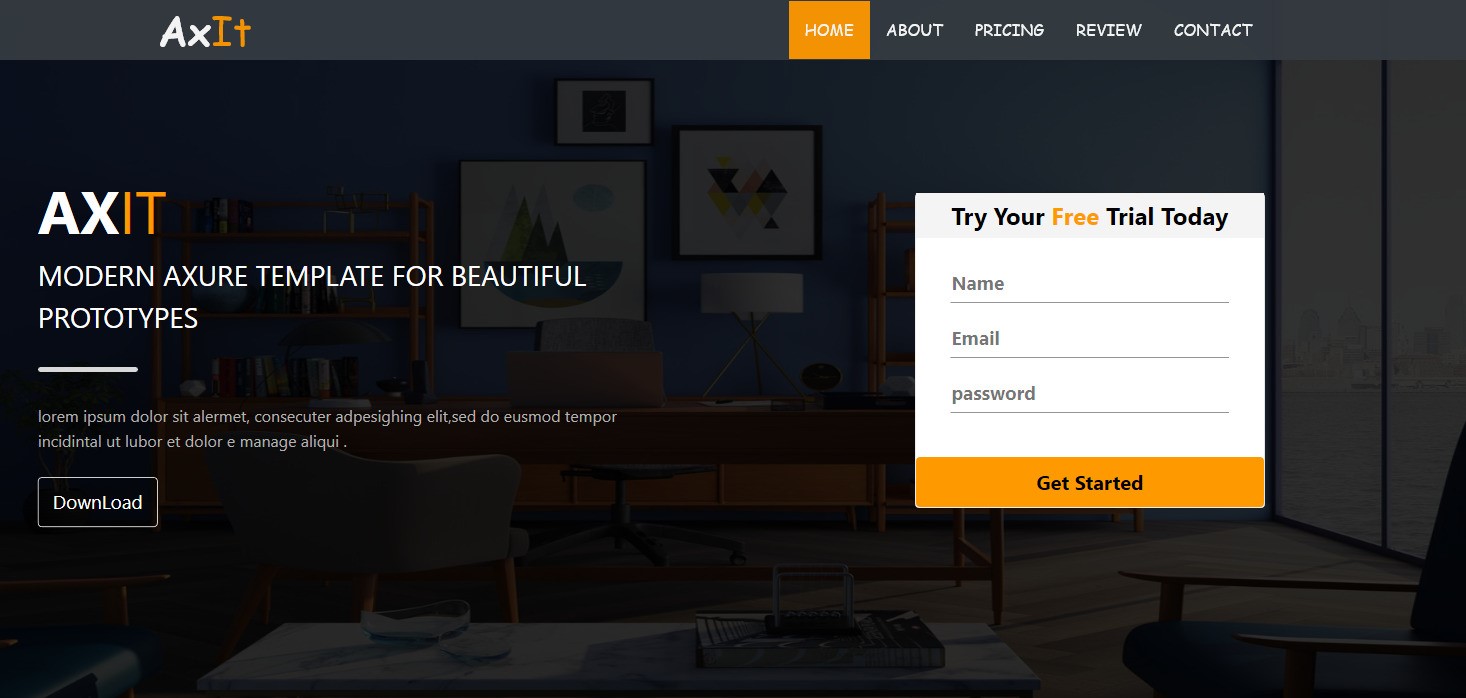 AxIt
HOME ABOUT PRICING REVIEW CONTACT
AXIT
MODERN AXURE TEMPLATE FOR BEAUTIFUL
PROTOTYPES
lorem ipsum dolor sit alermet, consecuter adpesighing elit,sed do eusmod tempor
incidintal ut lubor et dolor e manage aliqui .
DownLoad
Try Your Free Trial Today
Name
Email
password
Get Started